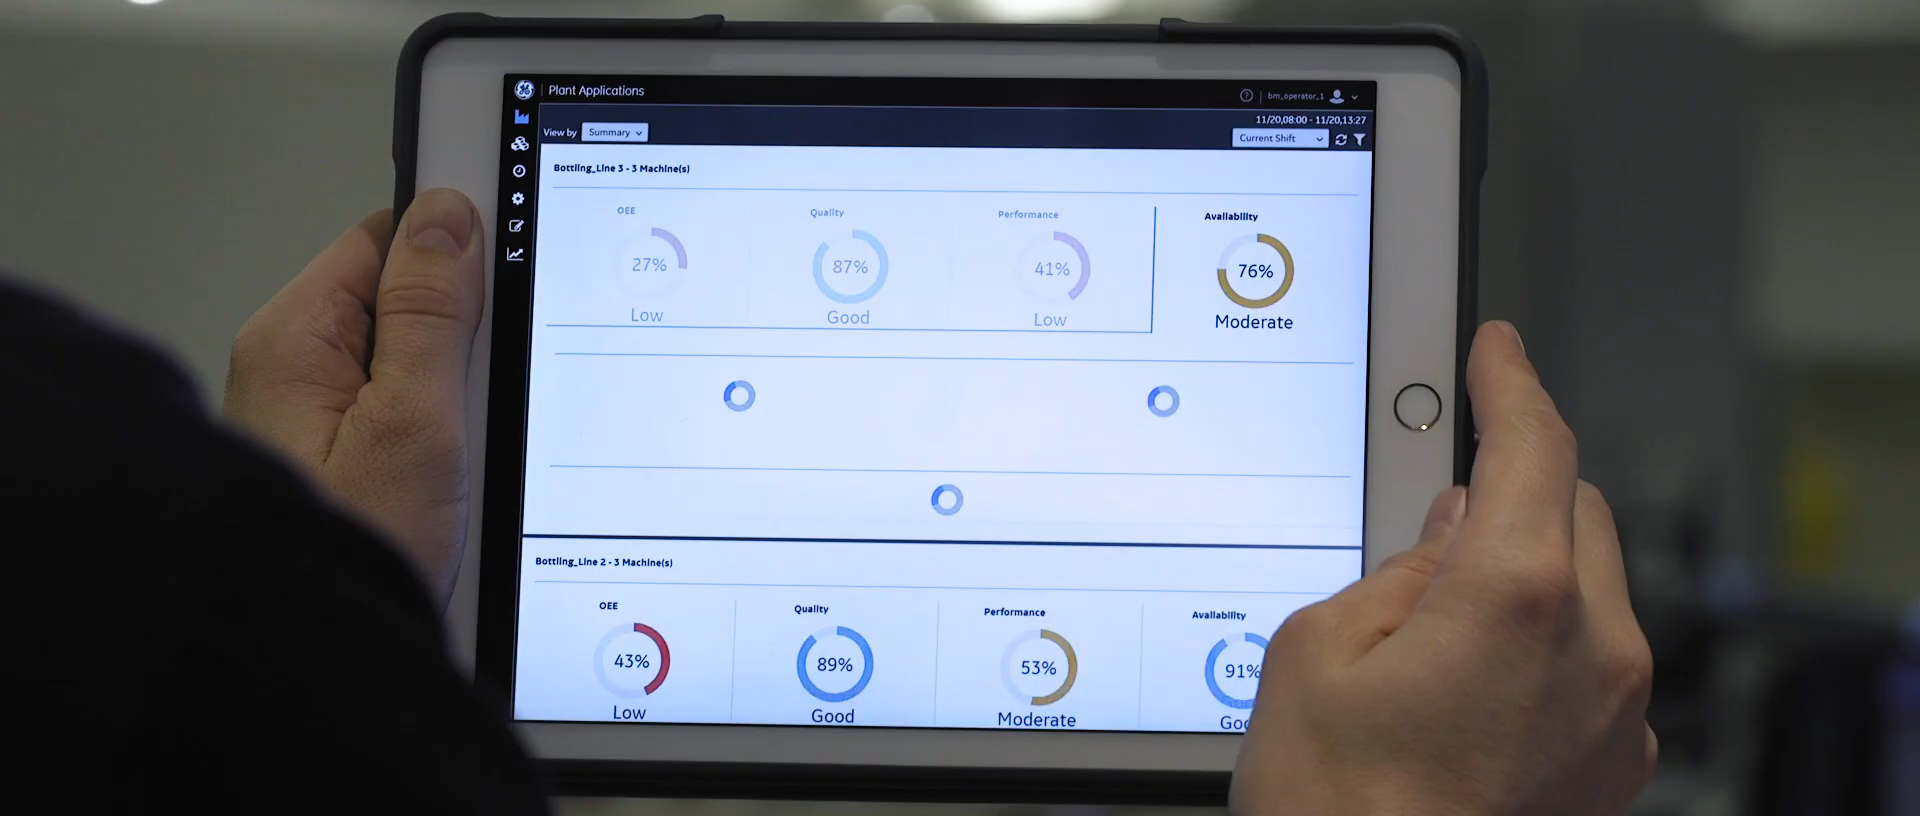 Plant Applications
bm_operator_1
11/20,08:00 - 11/20,13:27
View by Summary
Current Shift
Bottling_Line 3 - 3 Machine(s)
OEE Quality Performance Availability
27% 87% 41% 76%
Low Good Low Moderate
Bottling_Line 2 - 3 Machine(s)
OEE Quality Performance Availability
43% 89% 53% 91%
Low Good Moderate